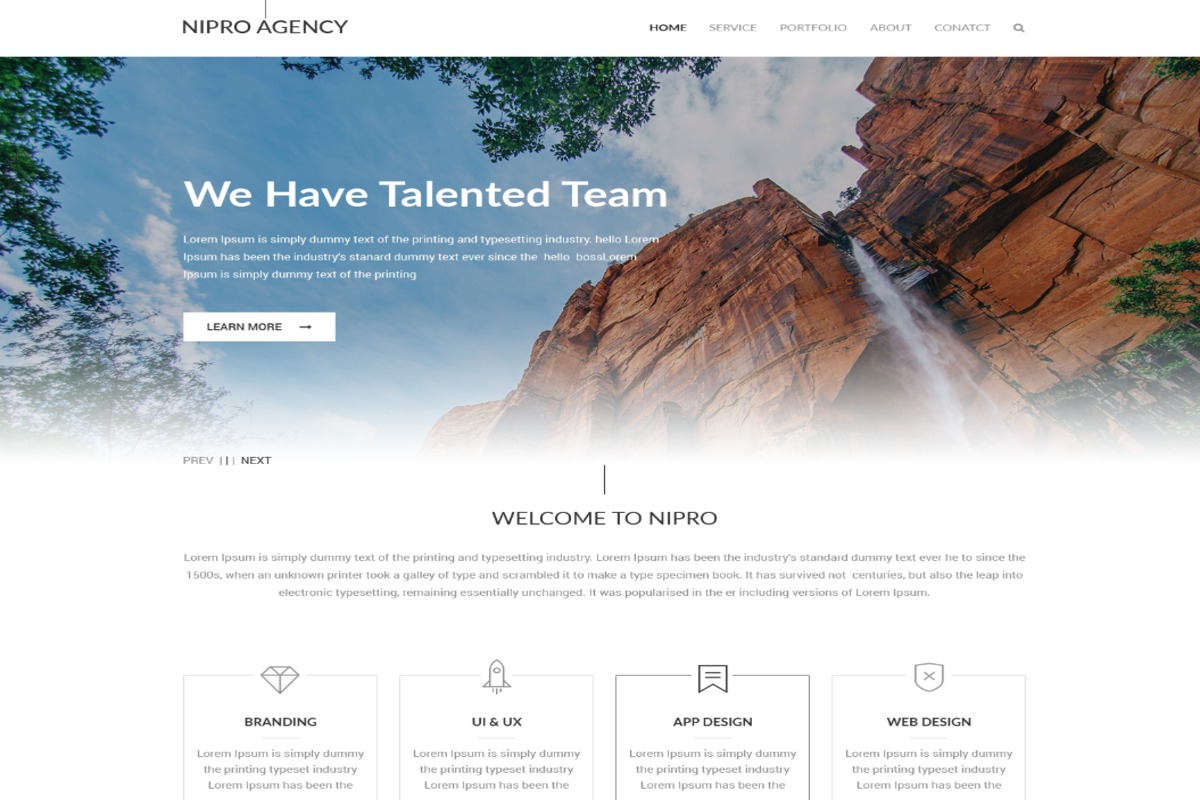 NIPRO AGENCY
HOME SERVICE PORTFOLIO ABOUT CONATCT
We Have Talented Team
Lorem Ipsum is simply dummy text of the printing and typesetting industry. hello Lorem
Ipsum has been the industry's stanard dummy text ever since the hello bossLorem
Ipsum is simply dummy text of the printing
LEARN MORE →
PREV | | | NEXT
WELCOME TO NIPRO
Lorem Ipsum is simply dummy text of the printing and typesetting industry. Lorem Ipsum has been the industry's standard dummy text ever he to since the
1500s, when an unknown printer took a galley of type and scrambled it to make a type specimen book. It has survived not centuries, but also the leap into
electronic typesetting, remaining essentially unchanged. It was popularised in the er including versions of Lorem Ipsum.
BRANDING
Lorem Ipsum is simply dummy
the printing typeset industry
Lorem Ipsum has been the
UI & UX
Lorem Ipsum is simply dummy
the printing typeset industry
Lorem Ipsum has been the
APP DESIGN
Lorem Ipsum is simply dummy
the printing typeset industry
Lorem Ipsum has been the
WEB DESIGN
Lorem Ipsum is simply dummy
the printing typeset industry
Lorem Ipsum has been the